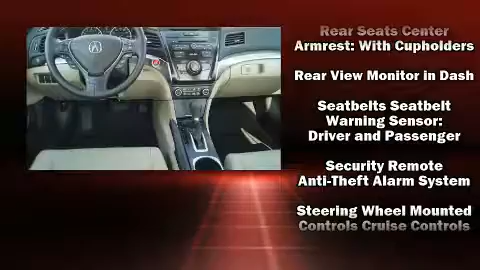 Rear Seats Center
Armrest: With Cupholders
Rear View Monitor in Dash
Seatbelts Seatbelt
Warning Sensor:
Driver and Passenger
Security Remote
Anti-Theft Alarm System
Steering Wheel Mounted
Controls Cruise Controls